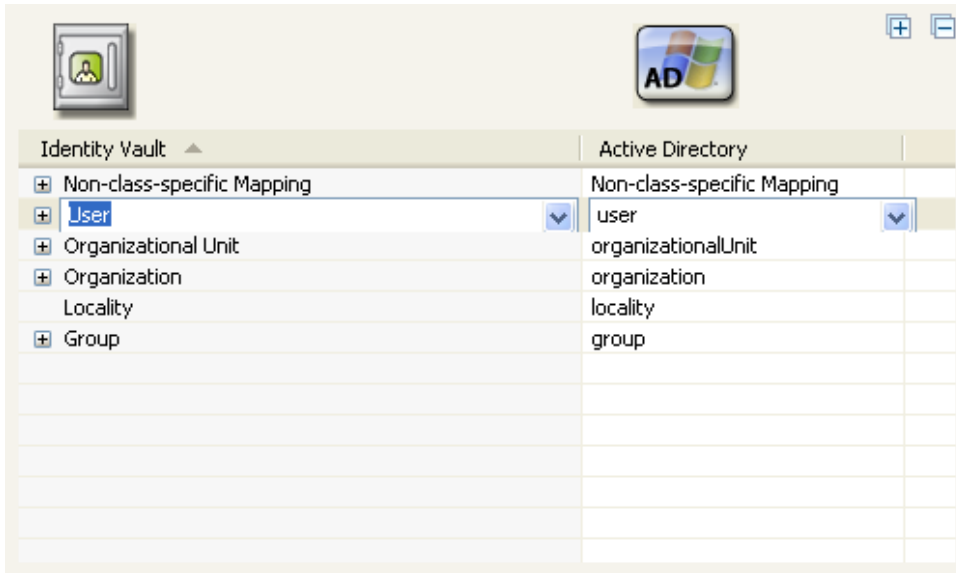 AD
Identity Vault Active Directory
Non-class-specific Mapping Non-class-specific Mapping
User user
Organizational Unit organizationalUnit
Organization organization
Locality locality
Group group